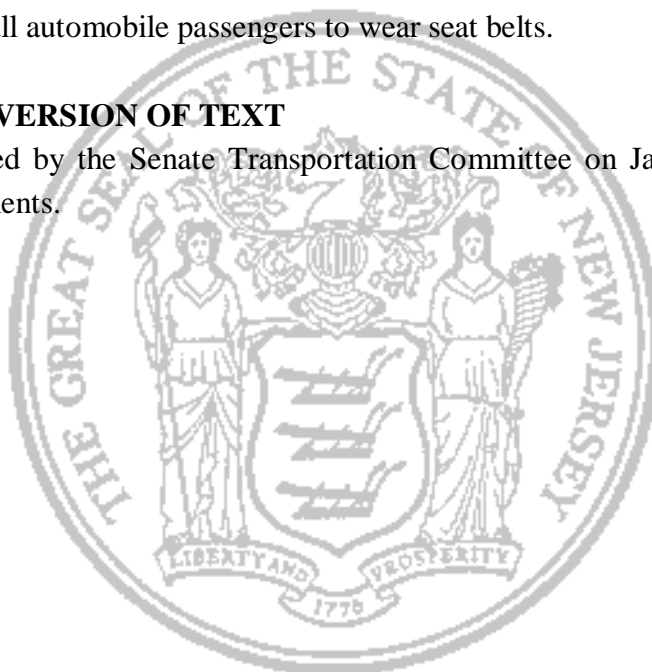 all automobile passengers to wear seat belts.
VERSION OF TEXT
ed by the Senate Transportation Committee on Ja
ents.
THE GREAT SEAL OF THE STATE OF NEW JERSEY
LIBERTY AND PROSPERITY
1776